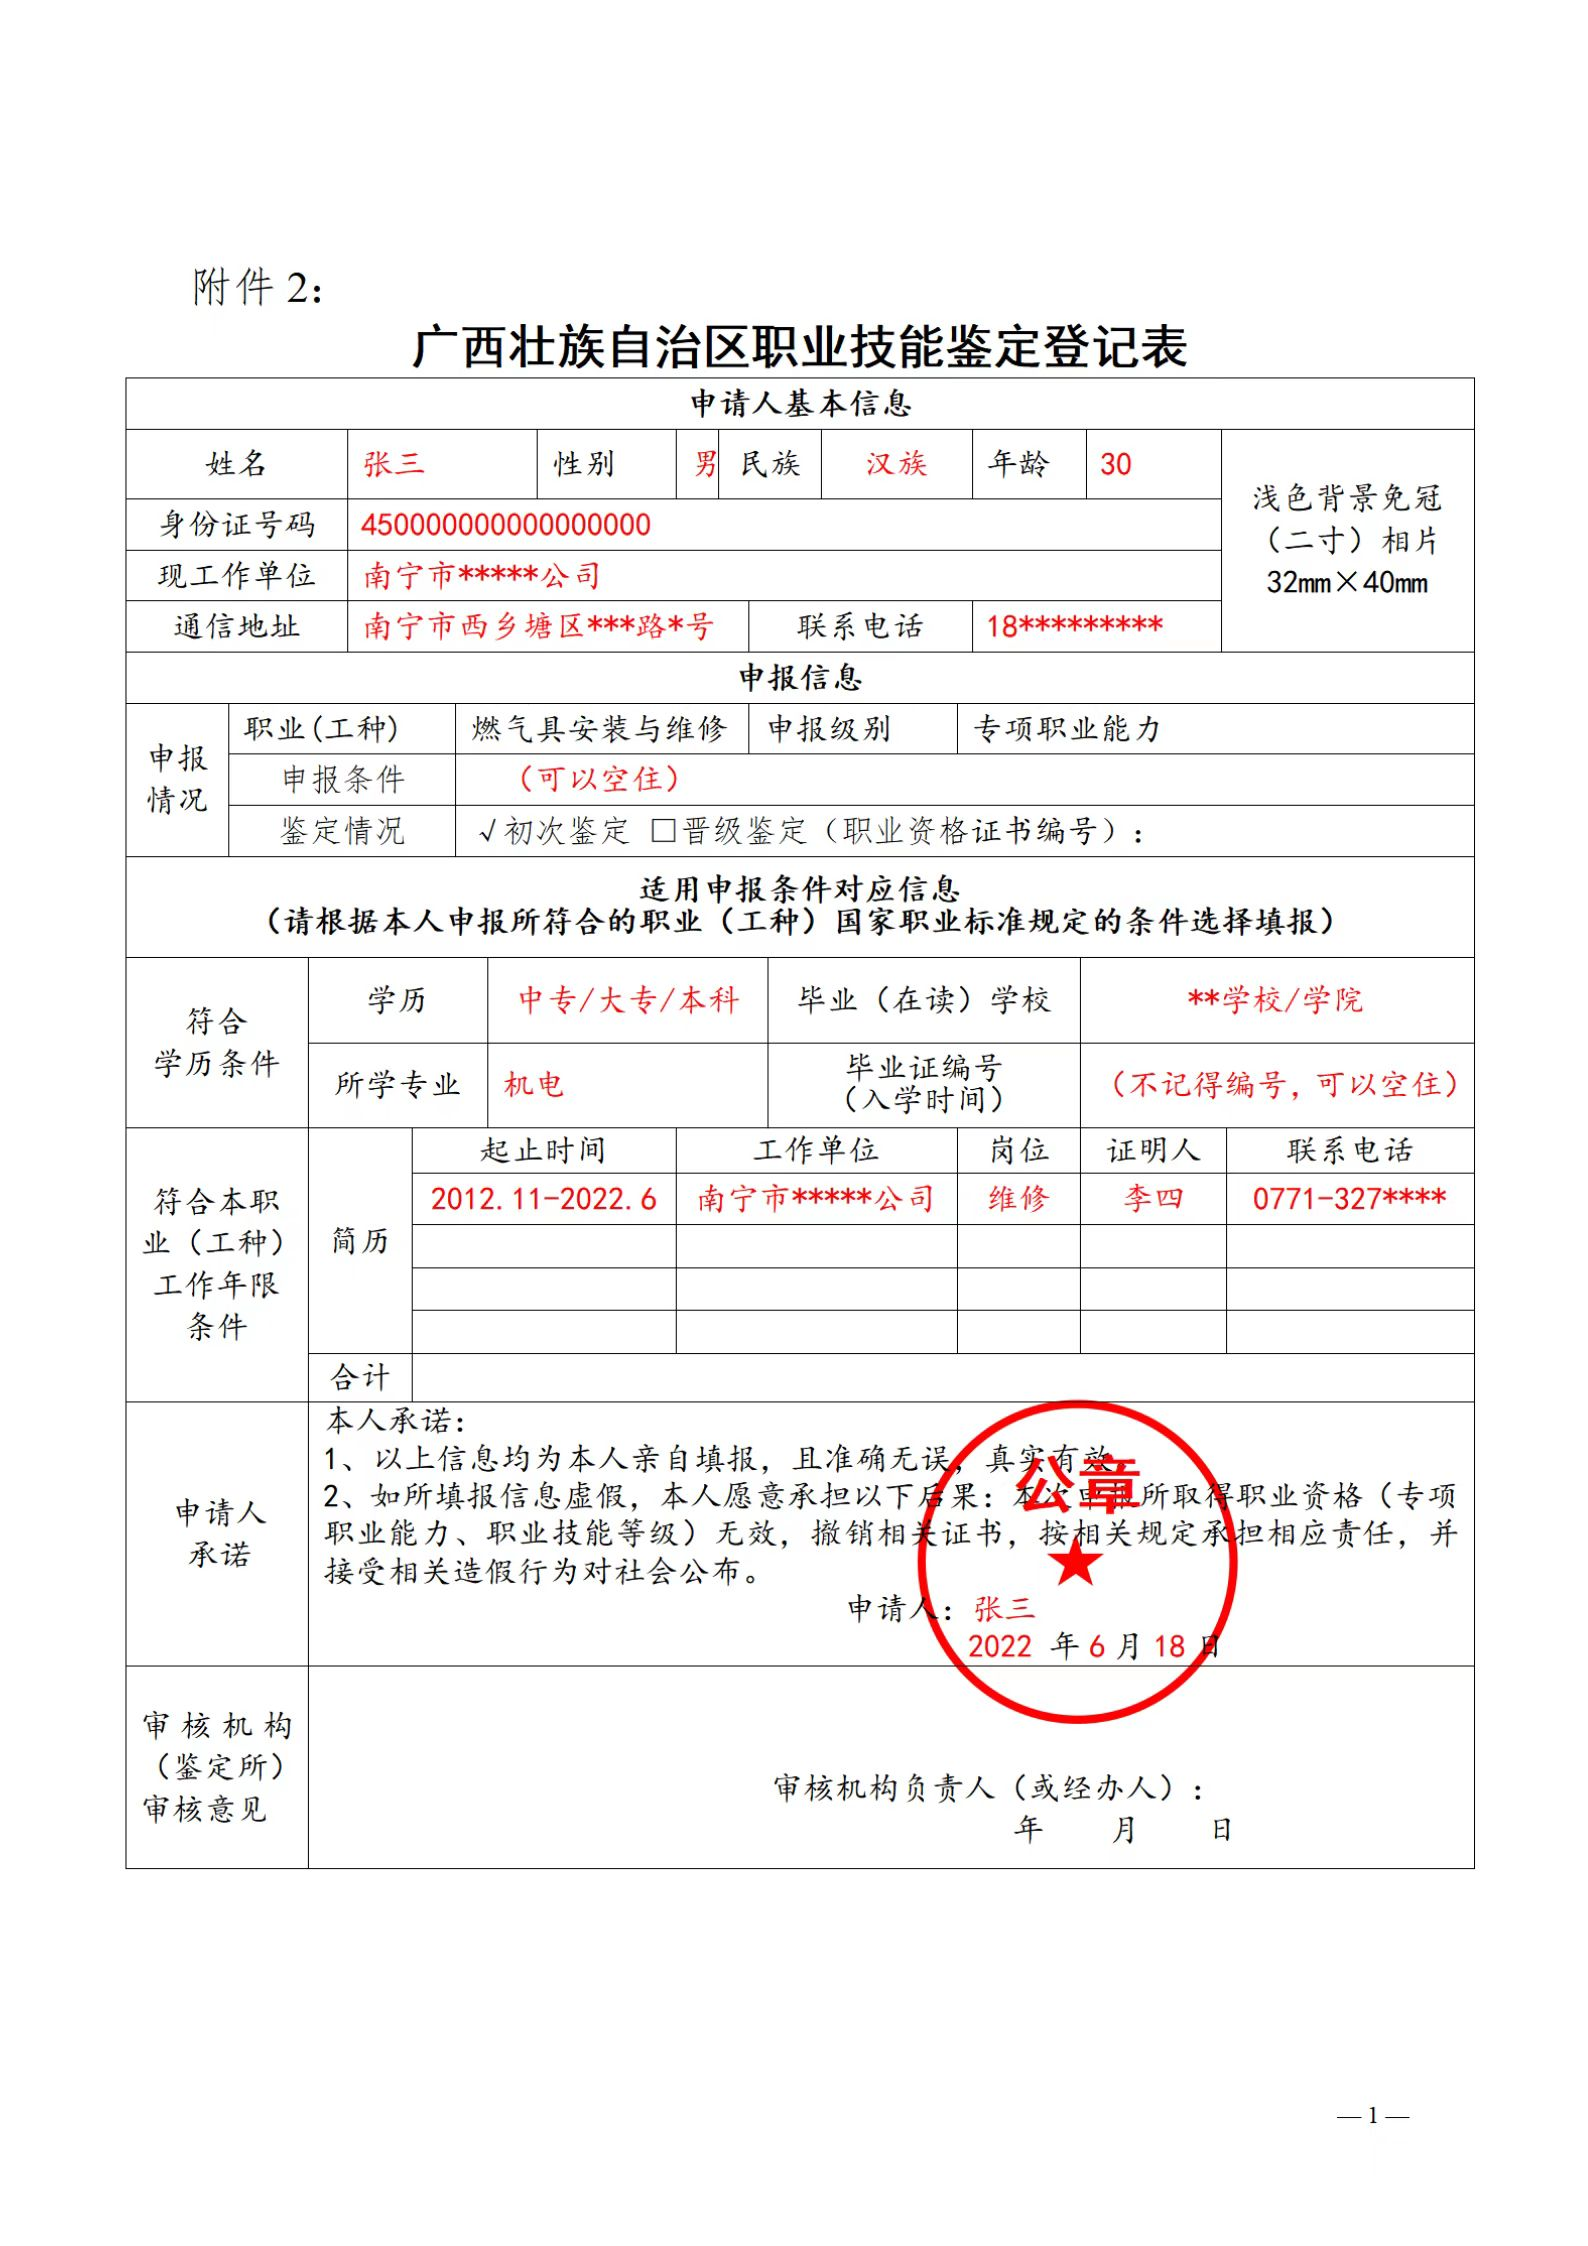 附件 2：
广西壮族自治区职业技能鉴定登记表
申请人基本信息
姓名 张三 性别 男 民族 汉族 年龄 30
浅色背景免冠
（二寸）相片
32mm×40mm
身份证号码 450000000000000000
现工作单位 南宁市*****公司
通信地址 南宁市西乡塘区***路*号 联系电话 18*********
申报信息
申报
情况
职业(工种) 燃气具安装与维修 申报级别 专项职业能力
申报条件 （可以空住）
鉴定情况 √初次鉴定 □晋级鉴定（职业资格证书编号）：
适用申报条件对应信息
（请根据本人申报所符合的职业（工种）国家职业标准规定的条件选择填报）
符合
学历条件
学历 中专/大专/本科 毕业（在读）学校 **学校/学院
所学专业 机电
毕业证编号
（入学时间）
（不记得编号，可以空住）
符合本职
业（工种）
工作年限
条件
简历
起止时间 工作单位 岗位 证明人 联系电话
2012.11-2022.6 南宁市*****公司 维修 李四 0771-327****
合计
申请人
承诺
本人承诺：
1、以上信息均为本人亲自填报，且准确无误，真实有效。
2、如所填报信息虚假，本人愿意承担以下后果：本次申报所取得职业资格（专项
职业能力、职业技能等级）无效，撤销相关证书，按相关规定承担相应责任，并
接受相关造假行为对社会公布。
公章
申请人：张三
2022 年 6 月 18 日
审核机构
（鉴定所）
审核意见
审核机构负责人（或经办人）：
年 月 日
— 1 —